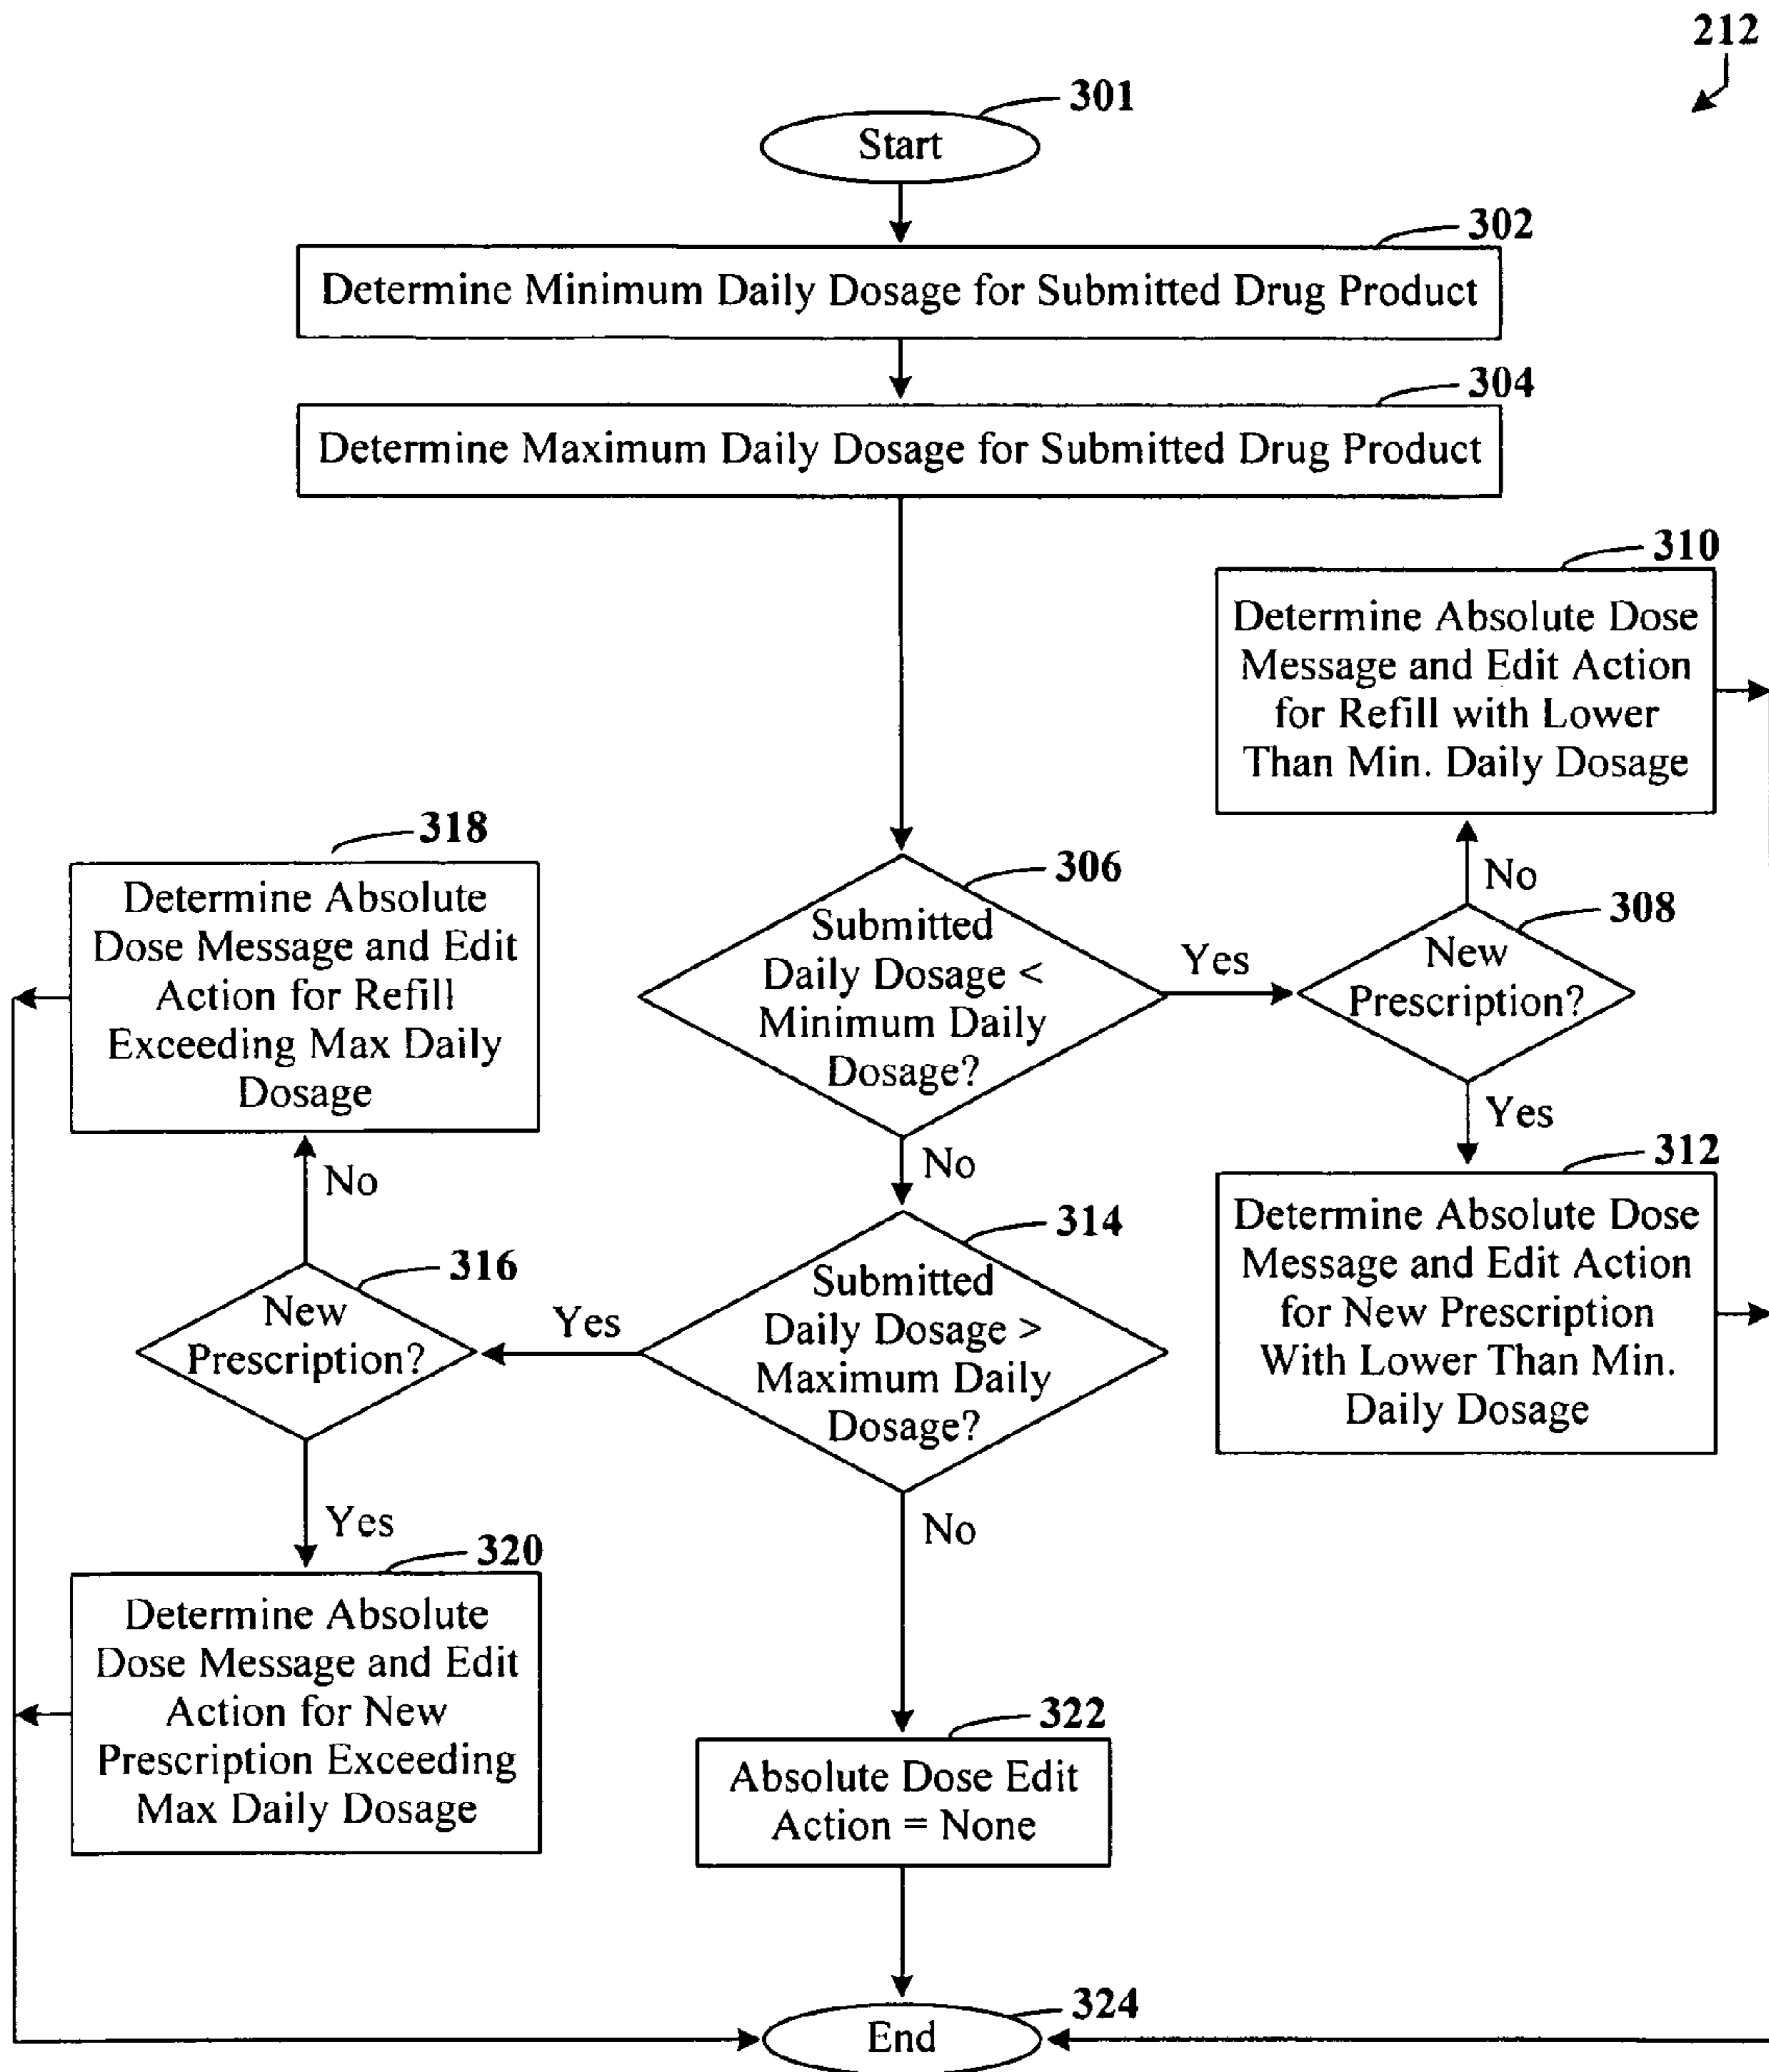 212
301
Start
302
Determine Minimum Daily Dosage for Submitted Drug Product
304
Determine Maximum Daily Dosage for Submitted Drug Product
310
Determine Absolute Dose
Message and Edit Action
for Refill with Lower
Than Min. Daily Dosage
No
308
New
Prescription?
Yes
312
Determine Absolute Dose
Message and Edit Action
for New Prescription
With Lower Than Min.
Daily Dosage
306
Submitted
Daily Dosage <
Minimum Daily
Dosage?
Yes
No
314
Submitted
Daily Dosage >
Maximum Daily
Dosage?
Yes
No
318
Determine Absolute
Dose Message and Edit
Action for Refill
Exceeding Max Daily
Dosage
No
316
New
Prescription?
Yes
320
Determine Absolute
Dose Message and Edit
Action for New
Prescription Exceeding
Max Daily Dosage
322
Absolute Dose Edit
Action = None
324
End